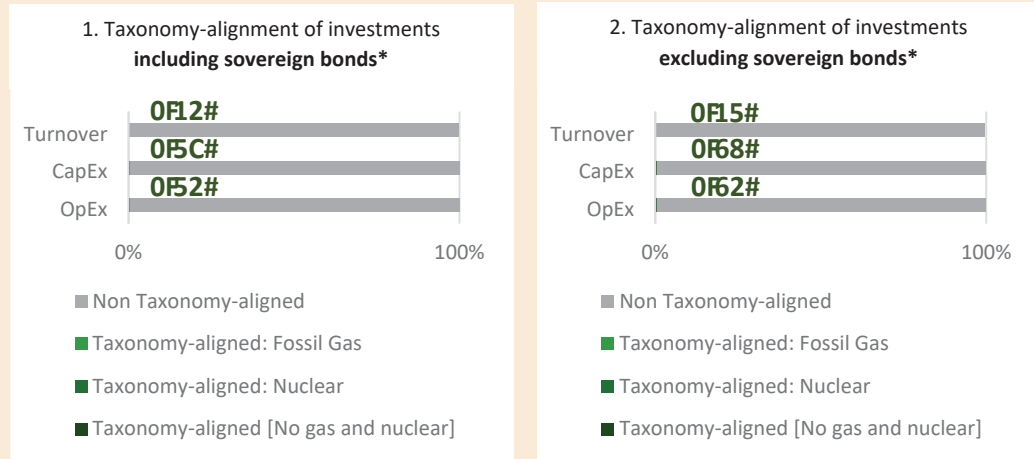 1. Taxonomy-alignment of investments
including sovereign bonds*
0F12#
Turnover
0F5C#
CapEx
0F52#
OpEx
0%
100%
Non Taxonomy-aligned
Taxonomy-aligned: Fossil Gas
Taxonomy-aligned: Nuclear
Taxonomy-aligned [No gas and nuclear]
2. Taxonomy-alignment of investments
excluding sovereign bonds*
0F15#
Turnover
0F68#
CapEx
0F62#
OpEx
0%
100%
Non Taxonomy-aligned
Taxonomy-aligned: Fossil Gas
Taxonomy-aligned: Nuclear
Taxonomy-aligned [No gas and nuclear]